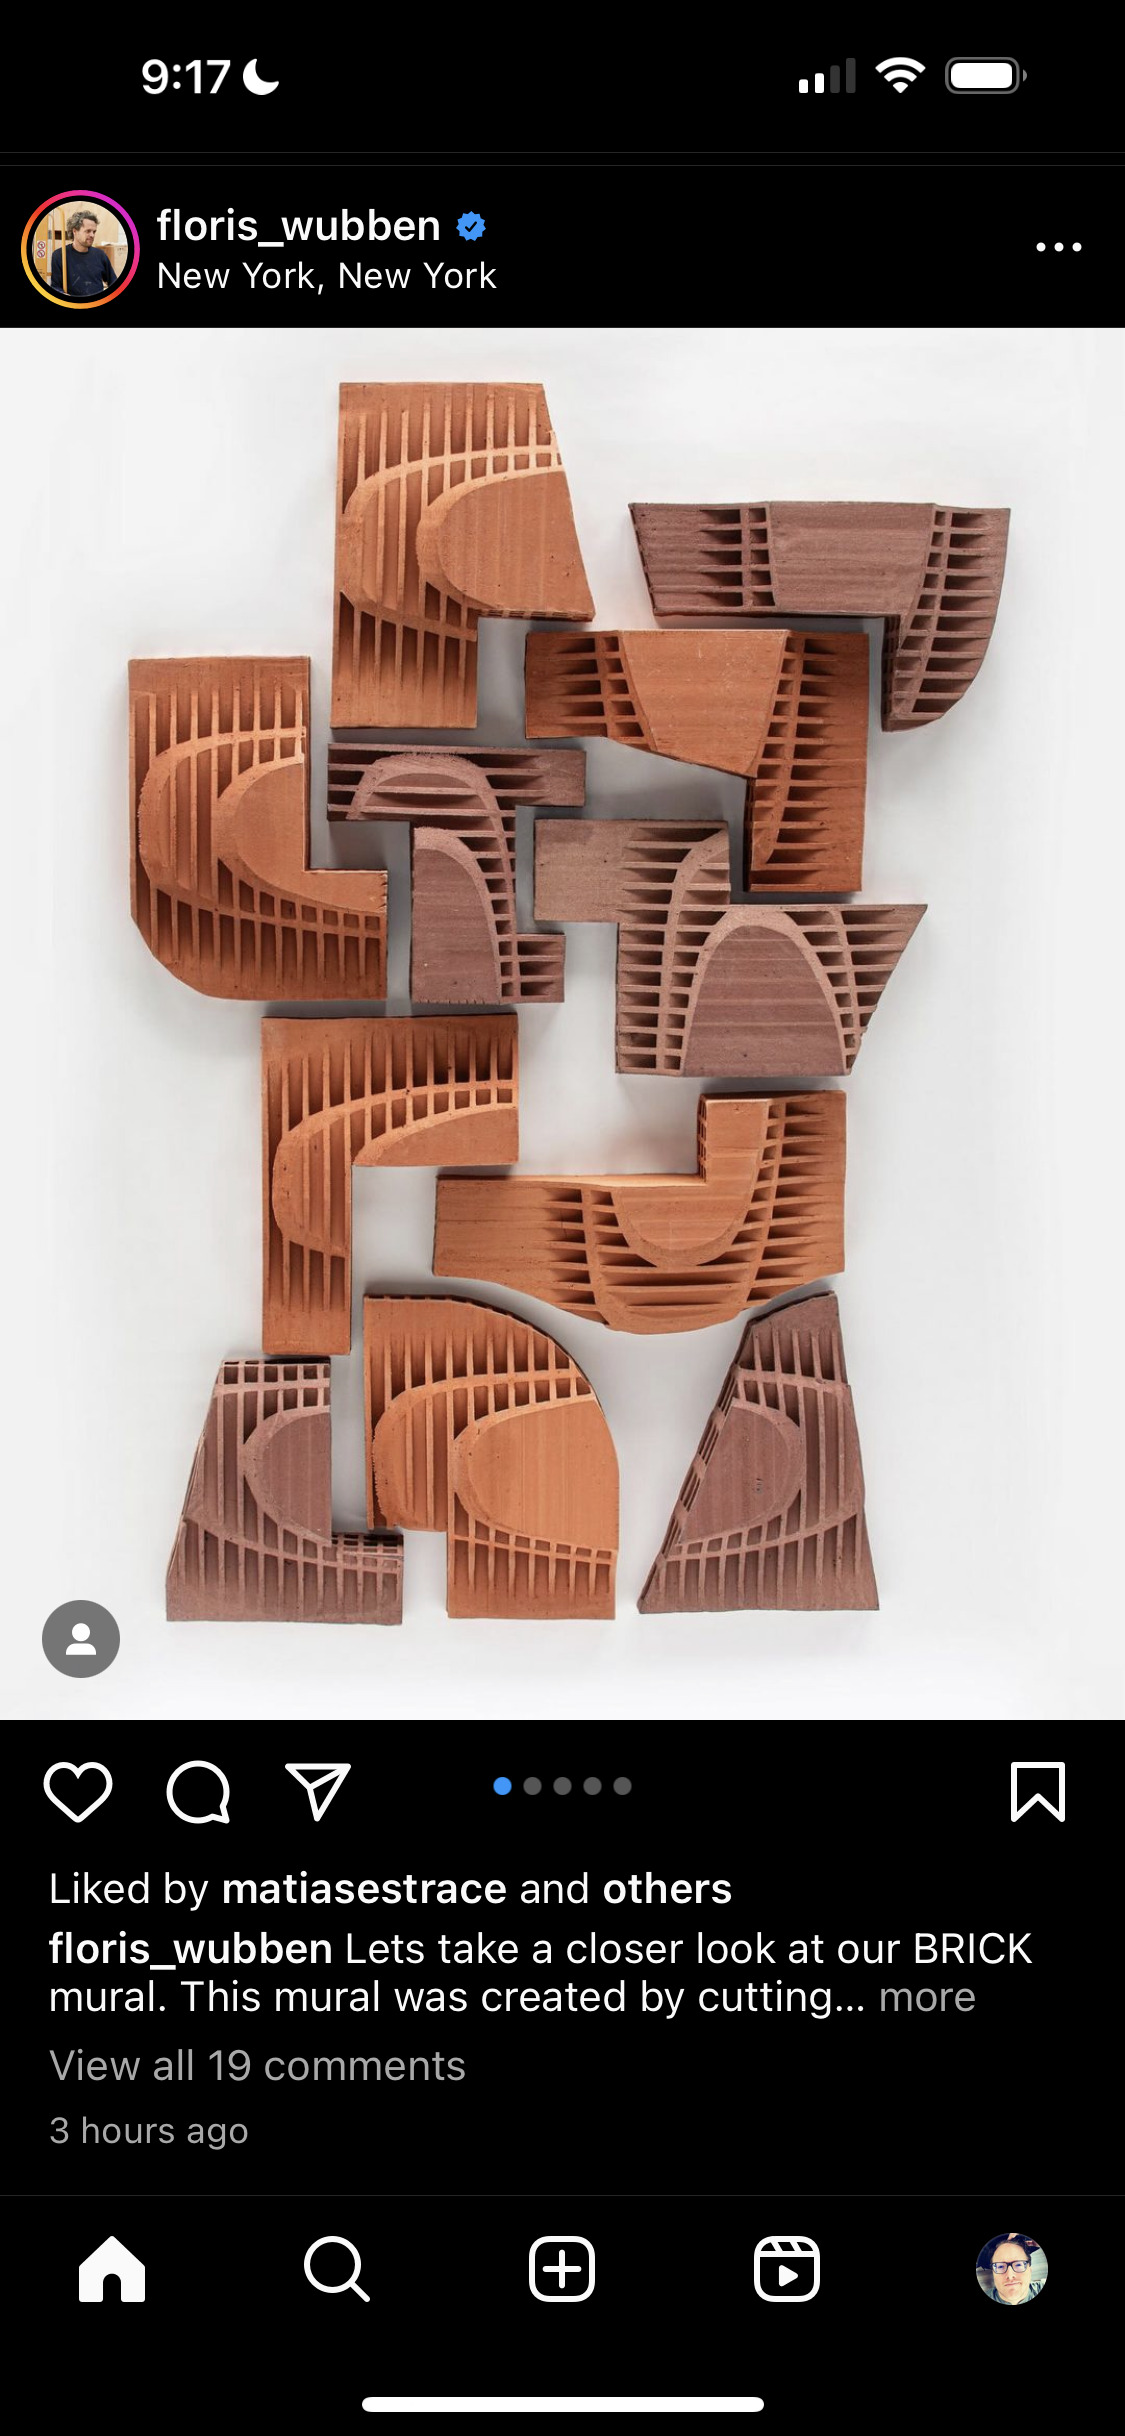 9:17
floris_wubben
New York, New York
Liked by matiasestrace and others
floris_wubben Lets take a closer look at our BRICK
mural. This mural was created by cutting... more
View all 19 comments
3 hours ago